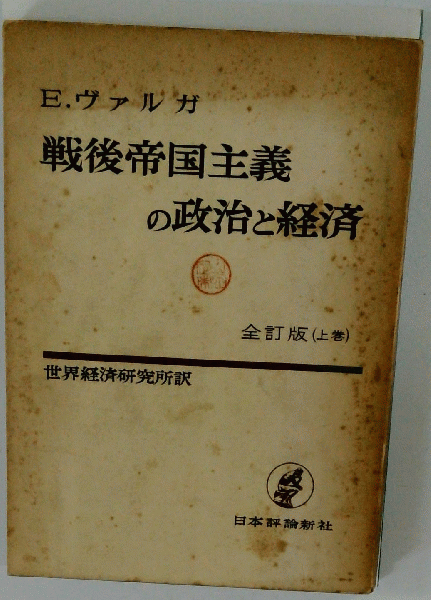 E.ヴァルガ
戦後帝国主義
の政治と経済
全訂版(上巻)
世界経済研究所訳
日本評論新社